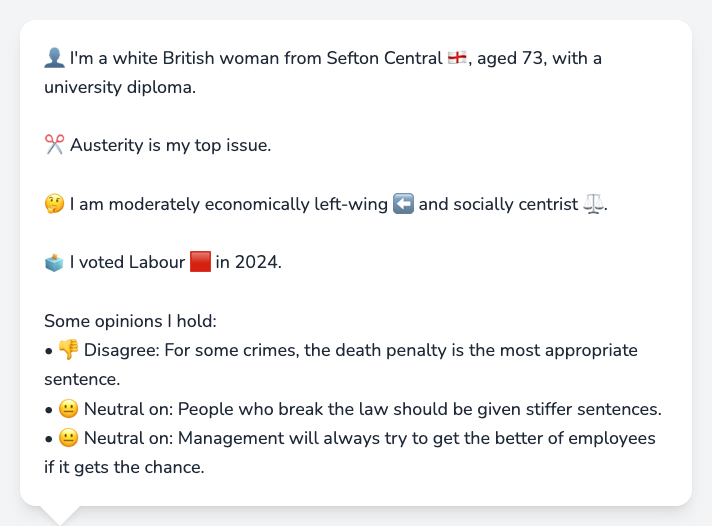 👤 I'm a white British woman from Sefton Central 🏴󠁧󠁢󠁥󠁮󠁧󠁿, aged 73, with a
university diploma.
✂️ Austerity is my top issue.
🤔 I am moderately economically left-wing ⬅️ and socially centrist ⚖️.
🗳️ I voted Labour 🟥 in 2024.
Some opinions I hold:
• 👎 Disagree: For some crimes, the death penalty is the most appropriate
sentence.
• 😐 Neutral on: People who break the law should be given stiffer sentences.
• 😐 Neutral on: Management will always try to get the better of employees
if it gets the chance.